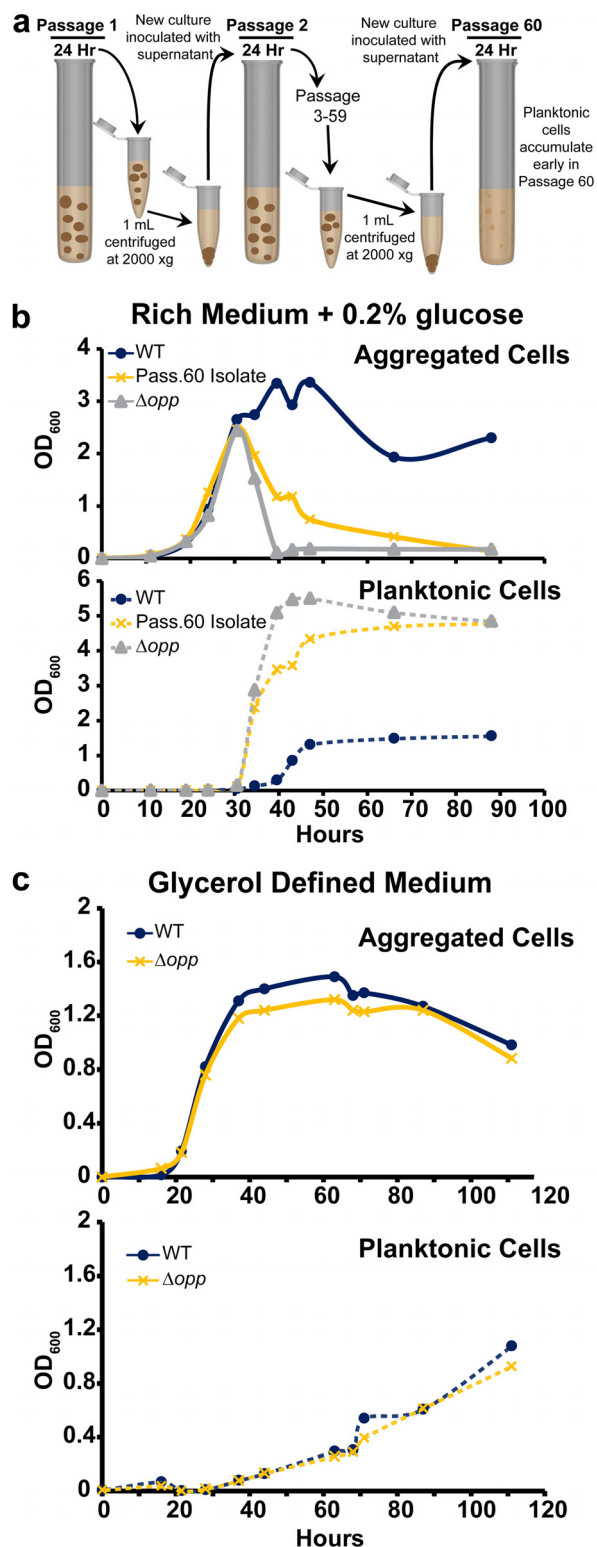 a
Passage 1
24 Hr
New culture
inoculated with
supernatant
Passage 2
24 Hr
New culture
inoculated with
supernatant
Passage 60
24 Hr
Passage
3-59
Planktonic
cells
accumulate
early in
Passage 60
1 mL
centrifuged
at 2000 xg
1 mL
centrifuged
at 2000 xg
b
Rich Medium + 0.2% glucose
Aggregated Cells
WT
Pass.60 Isolate
Δopp
OD600
4
3
2
1
0
Planktonic Cells
WT
Pass.60 Isolate
Δopp
OD600
6
5
4
3
2
1
0
0 10 20 30 40 50 60 70 80 90 100
Hours
c
Glycerol Defined Medium
Aggregated Cells
WT
Δopp
OD600
2
1.6
1.2
0.8
0.4
0
0 20 40 60 80 100 120
Planktonic Cells
WT
Δopp
OD600
2
1.6
1.2
0.8
0.4
0
0 20 40 60 80 100 120
Hours